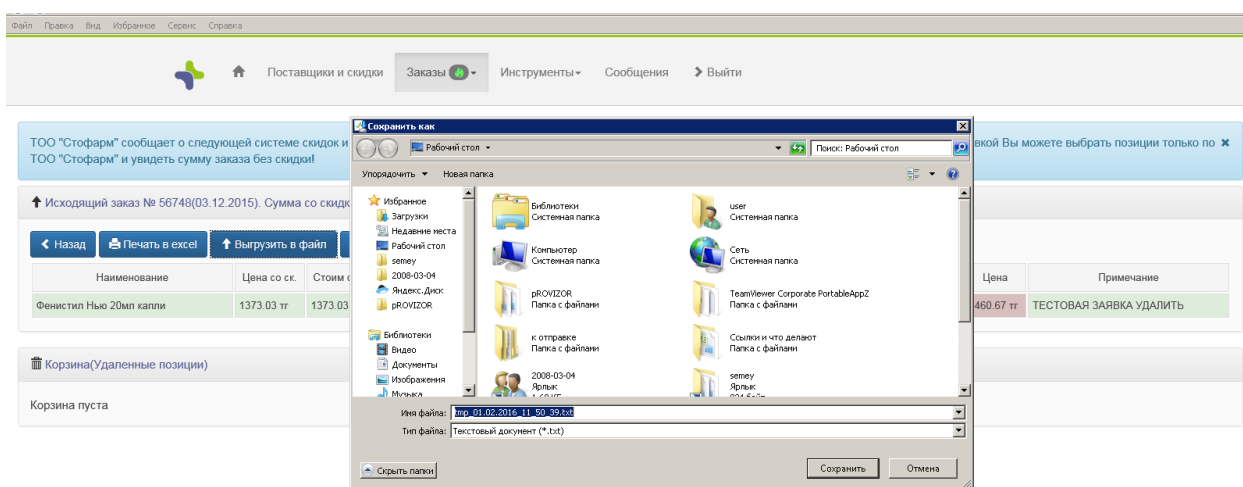 Файл Правка Вид Избранное Сервис Справка
Поставщики и скидки Заказы Инструменты Сообщения Выйти
ТОО "Стофарм" сообщает о следующей системе скидок и
вкой Вы можете выбрать позиции только по
ТОО "Стофарм" и увидеть сумму заказа без скидки!
Исходящий заказ № 56748(03.12.2015). Сумма со скидк
Назад Печать в excel Выгрузить в файл
Наименование Цена со ск. Стоим Цена Примечание
Фенистил Нью 20мл капли 1373.03 тг 1373.03 460.67 тг ТЕСТОВАЯ ЗАЯВКА УДАЛИТЬ
Корзина(Удаленные позиции)
Корзина пуста
Сохранить как
Рабочий стол
Поиск: Рабочий стол
Упорядочить Новая папка
Избранное
Загрузки
Недавние места
Рабочий стол
semey
2008-03-04
Яндекс.Диск
pROVIZOR
Библиотеки
Видео
Документы
Изображения
Музыка
Библиотеки
Системная папка
user
Системная папка
Компьютер
Системная папка
Сеть
Системная папка
pROVIZOR
Папка с файлами
TeamViewer Corporate PortableAppZ
Папка с файлами
к отправке
Папка с файлами
Ссылки и что делают
Папка с файлами
2008-03-04
Ярлык
semey
Ярлык
Имя файла: tmp_01.02.2016_11_50_39.txt
Тип файла: Текстовый документ (*.txt)
Скрыть папки Сохранить Отмена